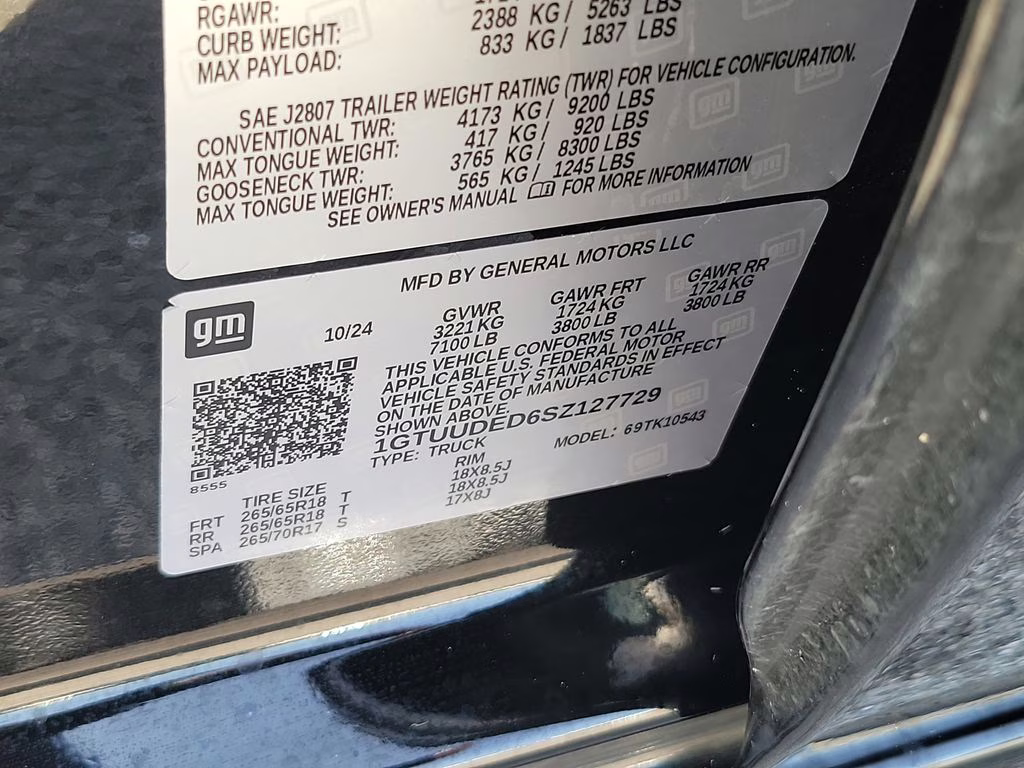 RGAWR:
CURB WEIGHT: 2388 KG/ 5263 LBS
MAX PAYLOAD: 833 KG/ 1837 LBS
SAE J2807 TRAILER WEIGHT RATING (TWR) FOR VEHICLE CONFIGURATION.
CONVENTIONAL TWR: 4173 KG/ 9200 LBS
MAX TONGUE WEIGHT: 417 KG/ 920 LBS
GOOSENECK TWR: 3765 KG/ 8300 LBS
MAX TONGUE WEIGHT: 565 KG/ 1245 LBS
SEE OWNER'S MANUAL FOR MORE INFORMATION
MFD BY GENERAL MOTORS LLC
gm
10/24
GVWR GAWR FRT GAWR RR
3221 KG 1724 KG 1724 KG
7100 LB 3800 LB 3800 LB
THIS VEHICLE CONFORMS TO ALL
APPLICABLE U.S. FEDERAL MOTOR
VEHICLE SAFETY STANDARDS IN EFFECT
ON THE DATE OF MANUFACTURE
SHOWN ABOVE.
1GTUUDED6SZ127729
TYPE: TRUCK MODEL: 69TK10543
8555
TIRE SIZE RIM
FRT 265/65R18 T 18X8.5J
RR 265/65R18 T 18X8.5J
SPA 265/70R17 S 17X8J